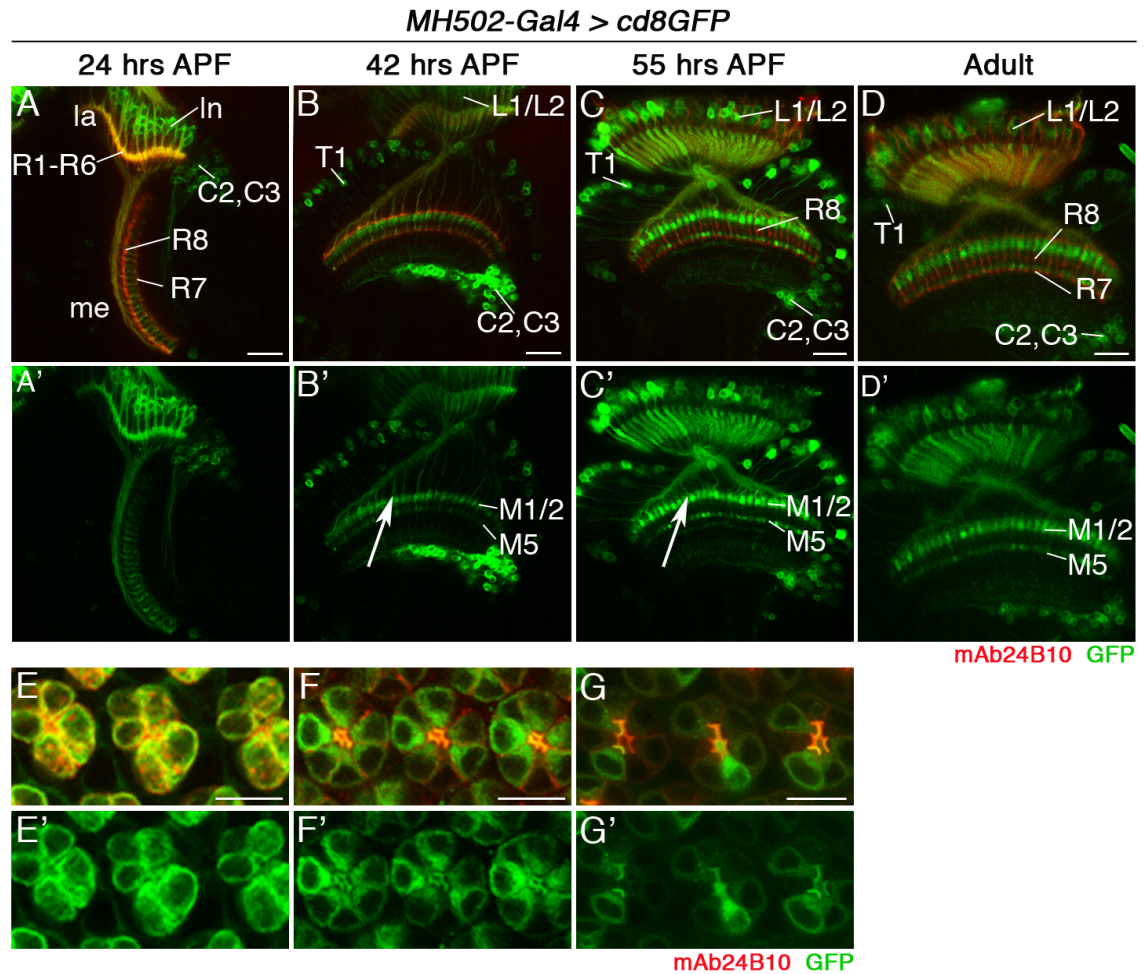 MH502-Gal4 > cd8GFP
24 hrs APF 42 hrs APF 55 hrs APF Adult
A la ln R1-R6 C2,C3 R8 R7 me
B L1/L2 T1 C2,C3
C L1/L2 T1 R8 C2,C3
D L1/L2 T1 R8 R7 C2,C3
A'
B' M1/2 M5
C' M1/2 M5
D' M1/2 M5
mAb24B10 GFP
E F G
E' F' G'
mAb24B10 GFP